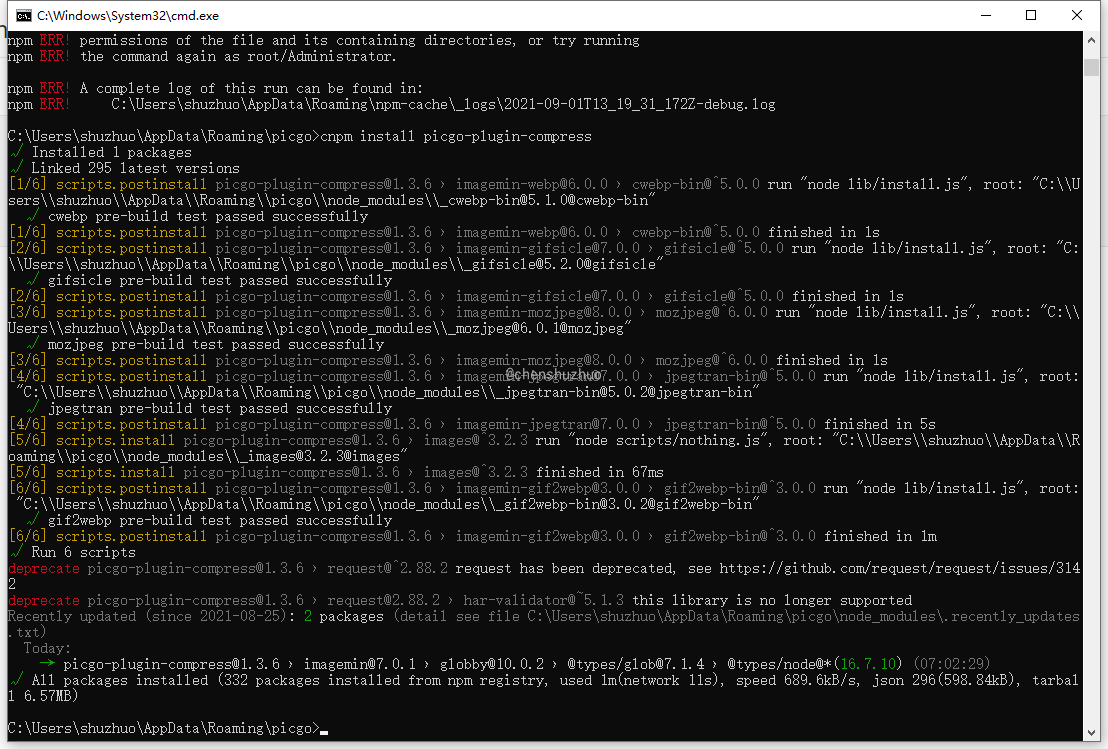 C:\Windows\System32\cmd.exe
npm ERR! permissions of the file and its containing directories, or try running
npm ERR! the command again as root/Administrator.
npm ERR! A complete log of this run can be found in:
npm ERR!     C:\Users\shuzhuo\AppData\Roaming\npm-cache\_logs\2021-09-01T13_19_31_172Z-debug.log
C:\Users\shuzhuo\AppData\Roaming\picgo>cnpm install picgo-plugin-compress
√ Installed 1 packages
√ Linked 295 latest versions
[1/6] scripts.postinstall picgo-plugin-compress@1.3.6 › imagemin-webp@6.0.0 › cwebp-bin@^5.0.0 run "node lib/install.js", root: "C:\\U
sers\\shuzhuo\\AppData\\Roaming\\picgo\\node_modules\\_cwebp-bin@5.1.0@cwebp-bin"
√ cwebp pre-build test passed successfully
[1/6] scripts.postinstall picgo-plugin-compress@1.3.6 › imagemin-webp@6.0.0 › cwebp-bin@^5.0.0 finished in 1s
[2/6] scripts.postinstall picgo-plugin-compress@1.3.6 › imagemin-gifsicle@7.0.0 › gifsicle@^5.0.0 run "node lib/install.js", root: "C:
\\Users\\shuzhuo\\AppData\\Roaming\\picgo\\node_modules\\_gifsicle@5.2.0@gifsicle"
√ gifsicle pre-build test passed successfully
[2/6] scripts.postinstall picgo-plugin-compress@1.3.6 › imagemin-gifsicle@7.0.0 › gifsicle@^5.0.0 finished in 1s
[3/6] scripts.postinstall picgo-plugin-compress@1.3.6 › imagemin-mozjpeg@8.0.0 › mozjpeg@^6.0.0 run "node lib/install.js", root: "C:\\
Users\\shuzhuo\\AppData\\Roaming\\picgo\\node_modules\\_mozjpeg@6.0.1@mozjpeg"
√ mozjpeg pre-build test passed successfully
[3/6] scripts.postinstall picgo-plugin-compress@1.3.6 › imagemin-mozjpeg@8.0.0 › mozjpeg@^6.0.0 finished in 1s
[4/6] scripts.postinstall picgo-plugin-compress@1.3.6 › imagemin-jpegtran@7.0.0 › jpegtran-bin@^5.0.0 run "node lib/install.js", root:
@chenshuzhuo
"C:\\Users\\shuzhuo\\AppData\\Roaming\\picgo\\node_modules\\_jpegtran-bin@5.0.2@jpegtran-bin"
√ jpegtran pre-build test passed successfully
[4/6] scripts.postinstall picgo-plugin-compress@1.3.6 › imagemin-jpegtran@7.0.0 › jpegtran-bin@^5.0.0 finished in 5s
[5/6] scripts.install picgo-plugin-compress@1.3.6 › images@^3.2.3 run "node scripts/nothing.js", root: "C:\\Users\\shuzhuo\\AppData\\R
oaming\\picgo\\node_modules\\_images@3.2.3@images"
[5/6] scripts.install picgo-plugin-compress@1.3.6 › images@^3.2.3 finished in 67ms
[6/6] scripts.postinstall picgo-plugin-compress@1.3.6 › imagemin-gif2webp@3.0.0 › gif2webp-bin@^3.0.0 run "node lib/install.js", root:
"C:\\Users\\shuzhuo\\AppData\\Roaming\\picgo\\node_modules\\_gif2webp-bin@3.0.2@gif2webp-bin"
√ gif2webp pre-build test passed successfully
[6/6] scripts.postinstall picgo-plugin-compress@1.3.6 › imagemin-gif2webp@3.0.0 › gif2webp-bin@^3.0.0 finished in 1m
√ Run 6 scripts
deprecate picgo-plugin-compress@1.3.6 › request@^2.88.2 request has been deprecated, see https://github.com/request/request/issues/314
2
deprecate picgo-plugin-compress@1.3.6 › request@2.88.2 › har-validator@~5.1.3 this library is no longer supported
Recently updated (since 2021-08-25): 2 packages (detail see file C:\Users\shuzhuo\AppData\Roaming\picgo\node_modules\.recently_updates
.txt)
Today:
→ picgo-plugin-compress@1.3.6 › imagemin@7.0.1 › globby@10.0.2 › @types/glob@7.1.4 › @types/node@*(16.7.10) (07:02:29)
√ All packages installed (332 packages installed from npm registry, used 1m(network 11s), speed 689.6kB/s, json 296(598.84kB), tarbal
l 6.57MB)
C:\Users\shuzhuo\AppData\Roaming\picgo>